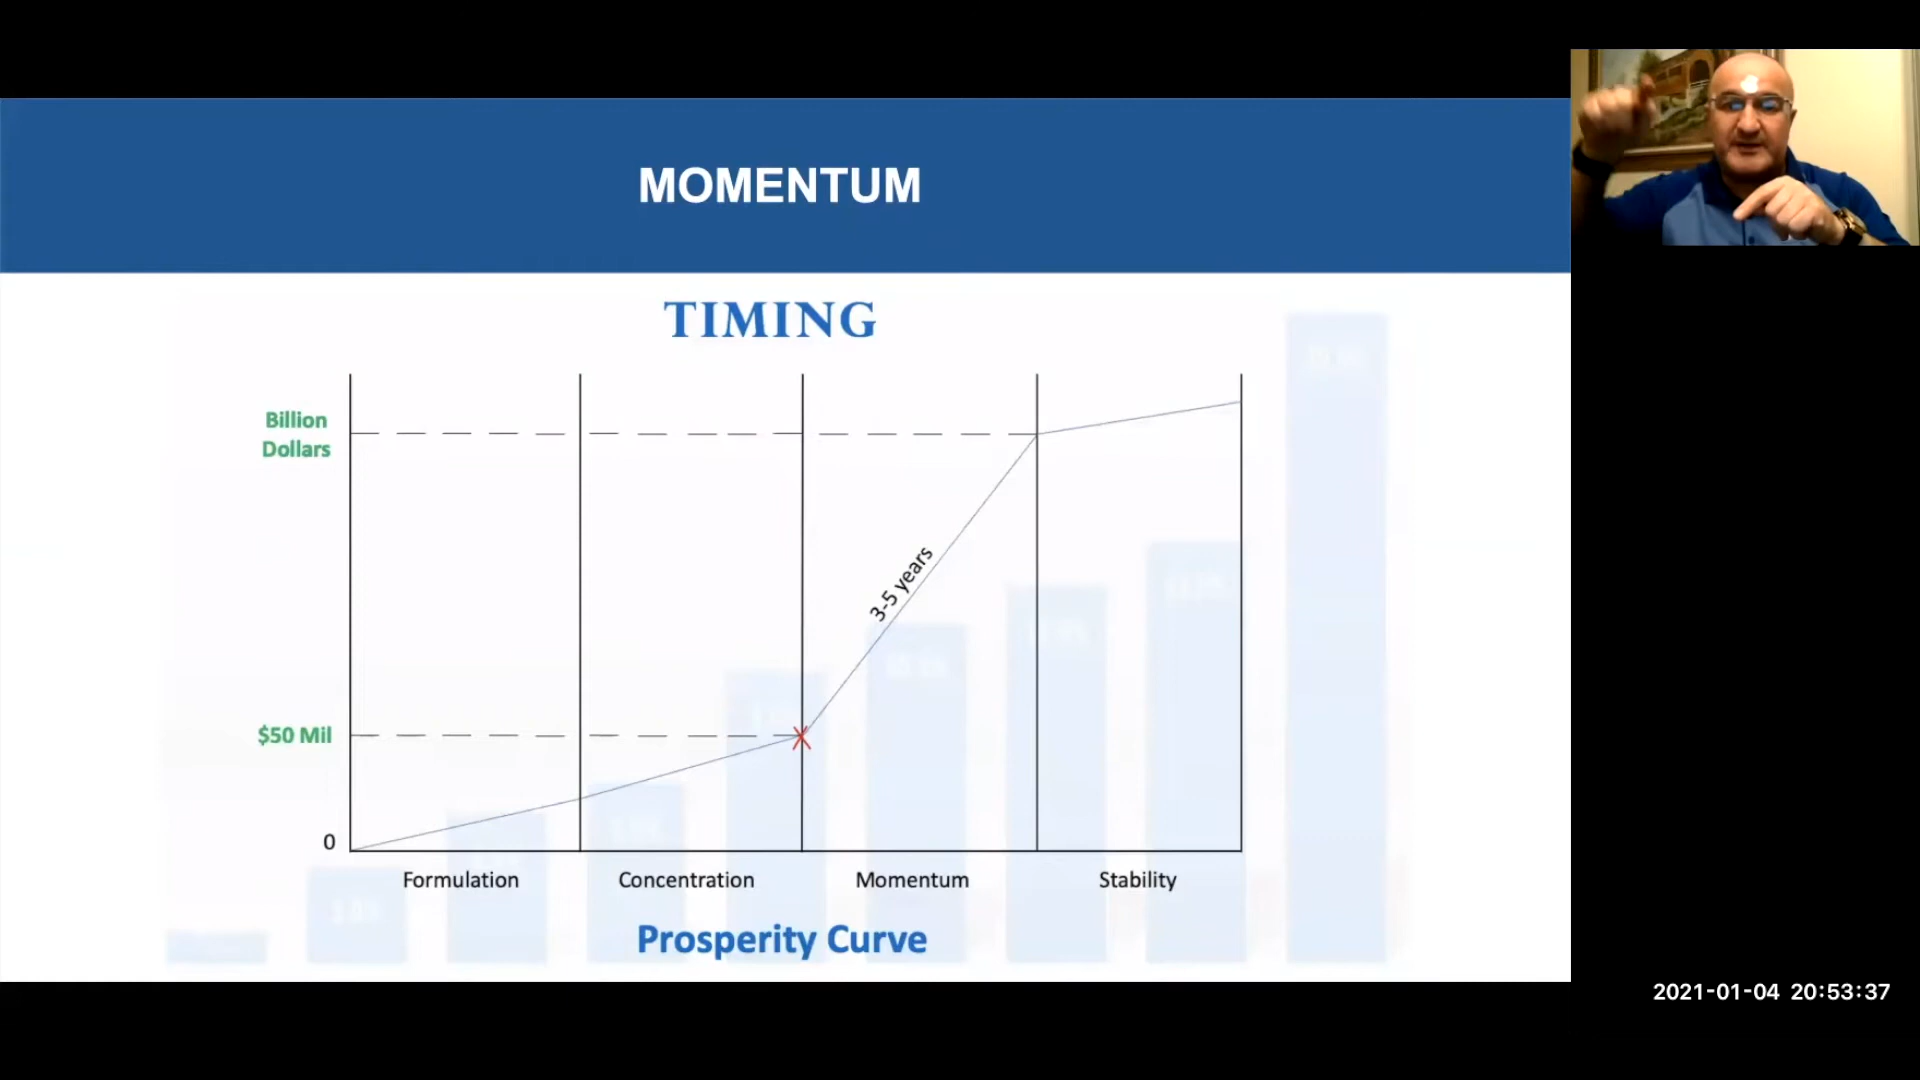 MOMENTUM
TIMING
Billion
Dollars
3-5 years
$50 Mil
0
Formulation
Concentration
Momentum
Stability
Prosperity Curve
2021-01-04 20:53:37